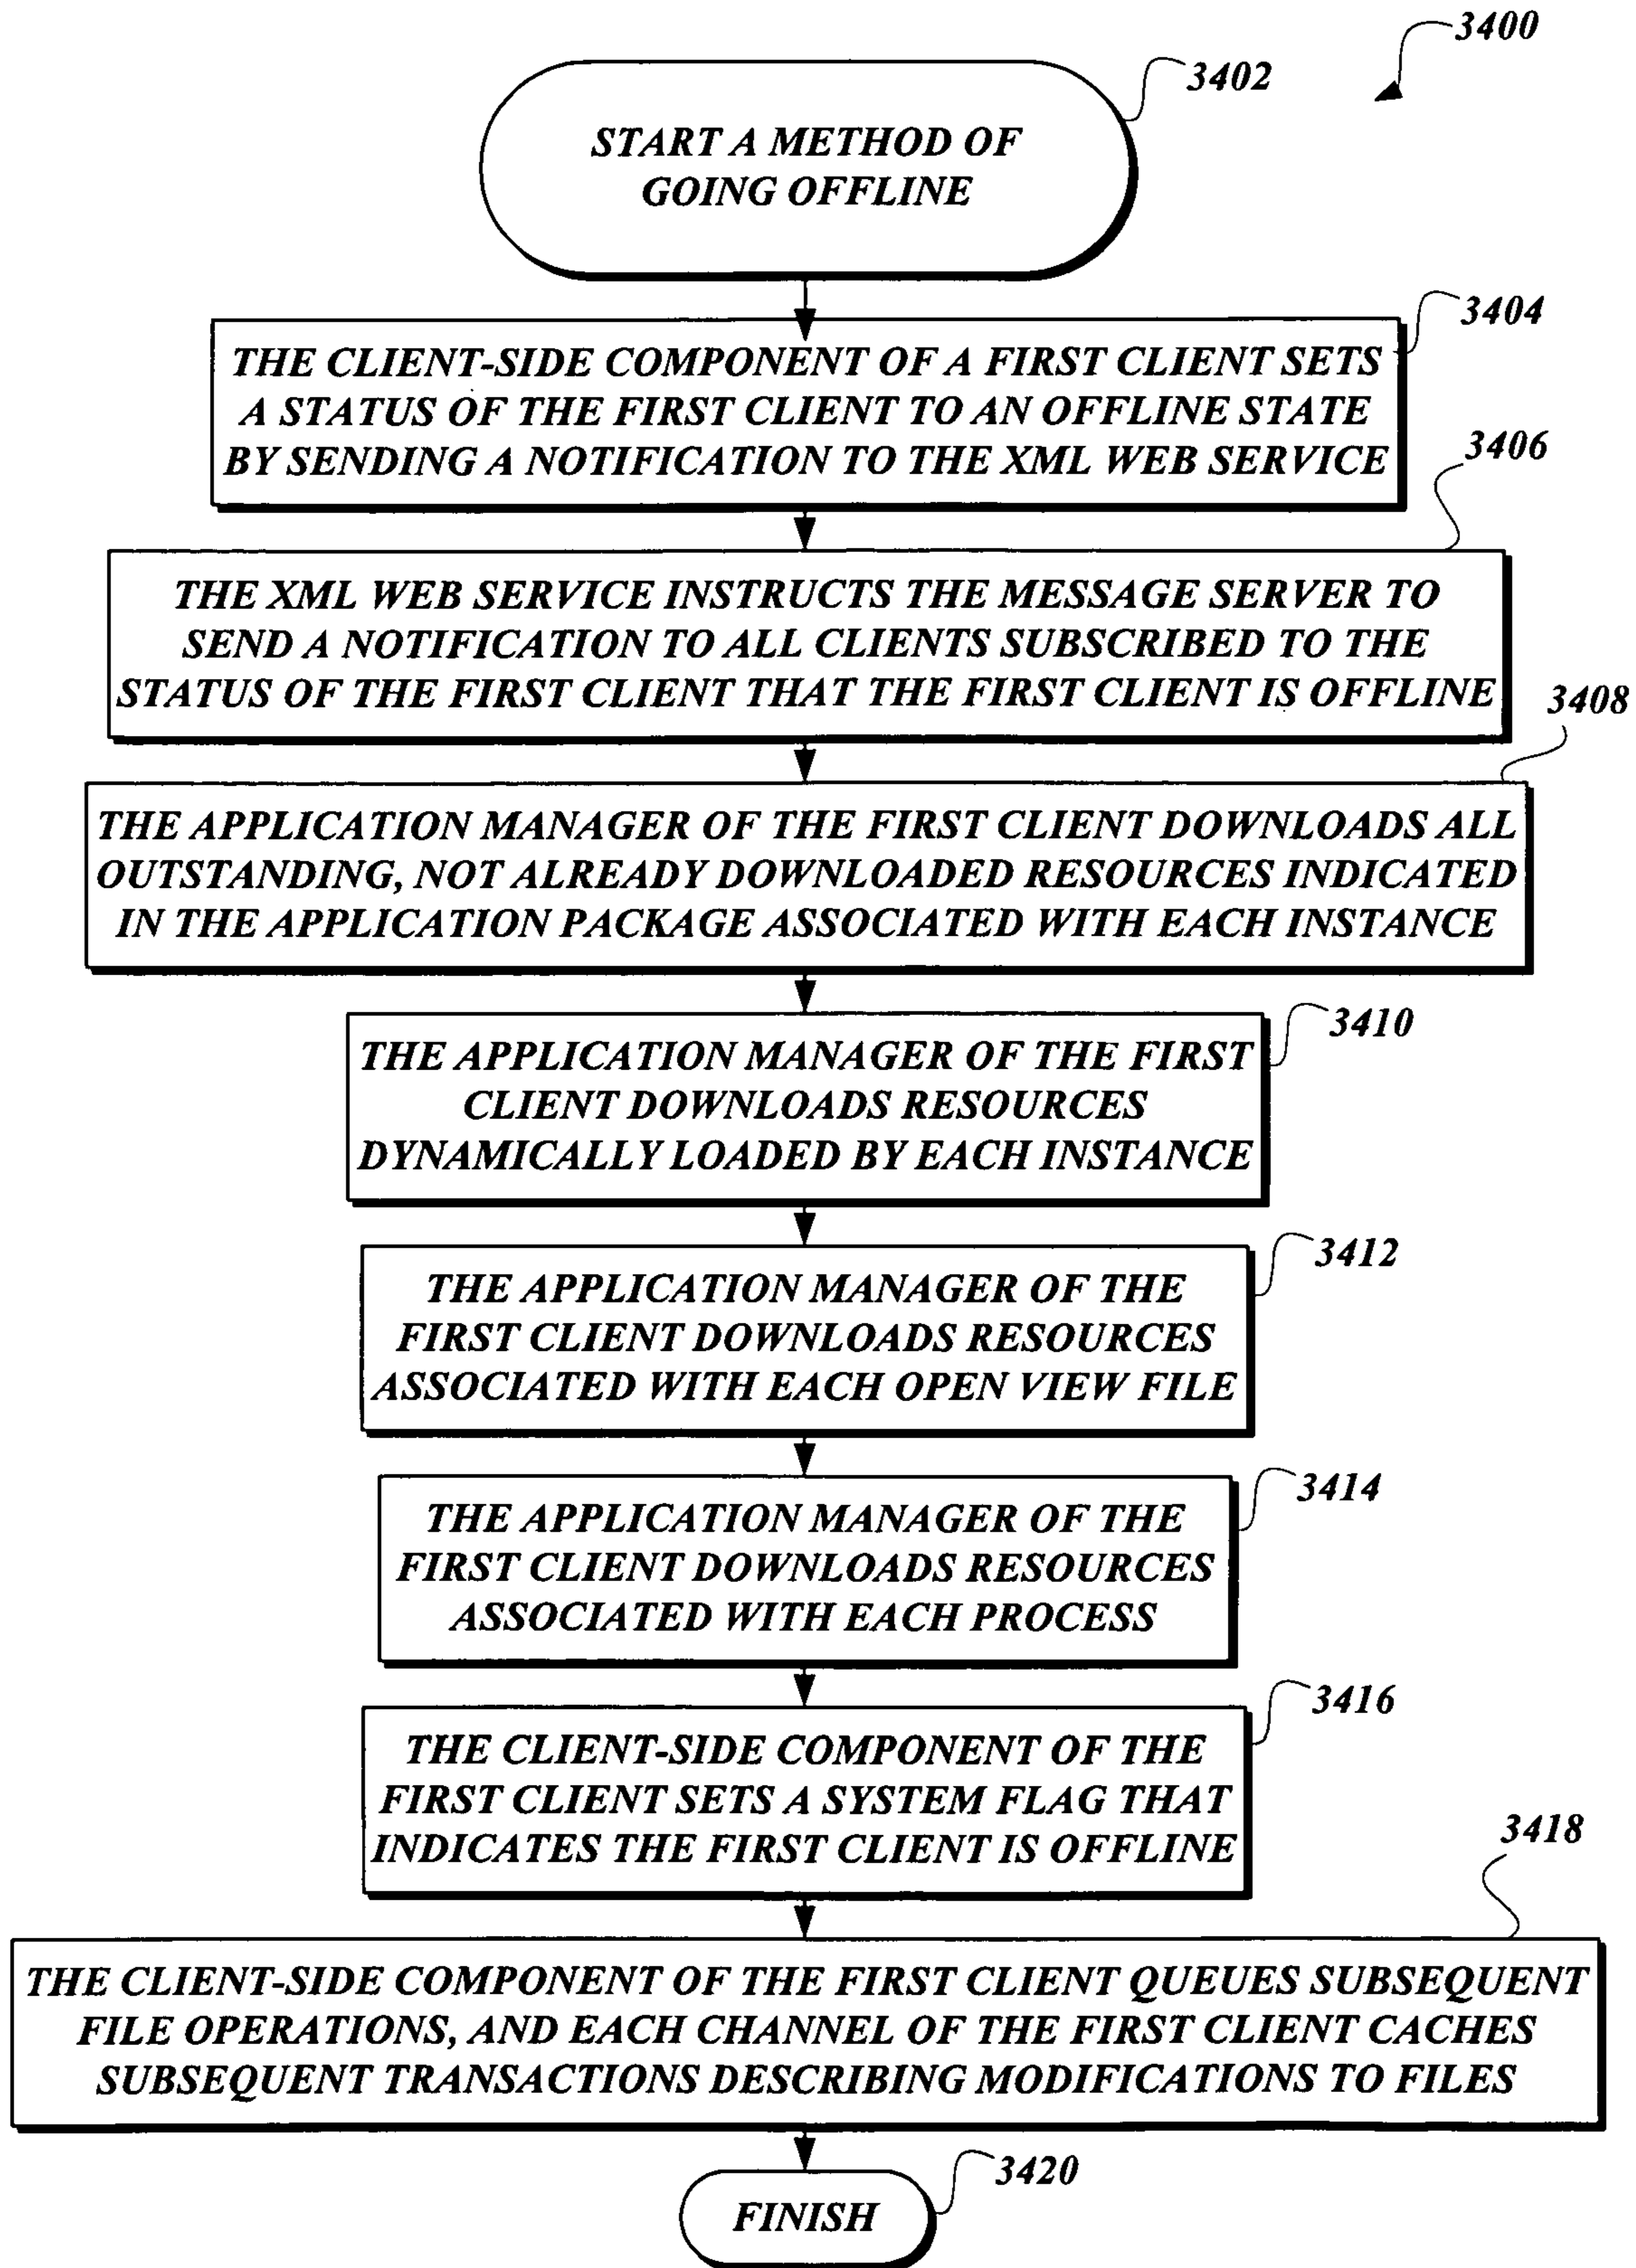 3400
3402
START A METHOD OF
GOING OFFLINE
3404
THE CLIENT-SIDE COMPONENT OF A FIRST CLIENT SETS
A STATUS OF THE FIRST CLIENT TO AN OFFLINE STATE
BY SENDING A NOTIFICATION TO THE XML WEB SERVICE
3406
THE XML WEB SERVICE INSTRUCTS THE MESSAGE SERVER TO
SEND A NOTIFICATION TO ALL CLIENTS SUBSCRIBED TO THE
STATUS OF THE FIRST CLIENT THAT THE FIRST CLIENT IS OFFLINE
3408
THE APPLICATION MANAGER OF THE FIRST CLIENT DOWNLOADS ALL
OUTSTANDING, NOT ALREADY DOWNLOADED RESOURCES INDICATED
IN THE APPLICATION PACKAGE ASSOCIATED WITH EACH INSTANCE
3410
THE APPLICATION MANAGER OF THE FIRST
CLIENT DOWNLOADS RESOURCES
DYNAMICALLY LOADED BY EACH INSTANCE
3412
THE APPLICATION MANAGER OF THE
FIRST CLIENT DOWNLOADS RESOURCES
ASSOCIATED WITH EACH OPEN VIEW FILE
3414
THE APPLICATION MANAGER OF THE
FIRST CLIENT DOWNLOADS RESOURCES
ASSOCIATED WITH EACH PROCESS
3416
THE CLIENT-SIDE COMPONENT OF THE
FIRST CLIENT SETS A SYSTEM FLAG THAT
INDICATES THE FIRST CLIENT IS OFFLINE
3418
THE CLIENT-SIDE COMPONENT OF THE FIRST CLIENT QUEUES SUBSEQUENT
FILE OPERATIONS, AND EACH CHANNEL OF THE FIRST CLIENT CACHES
SUBSEQUENT TRANSACTIONS DESCRIBING MODIFICATIONS TO FILES
3420
FINISH